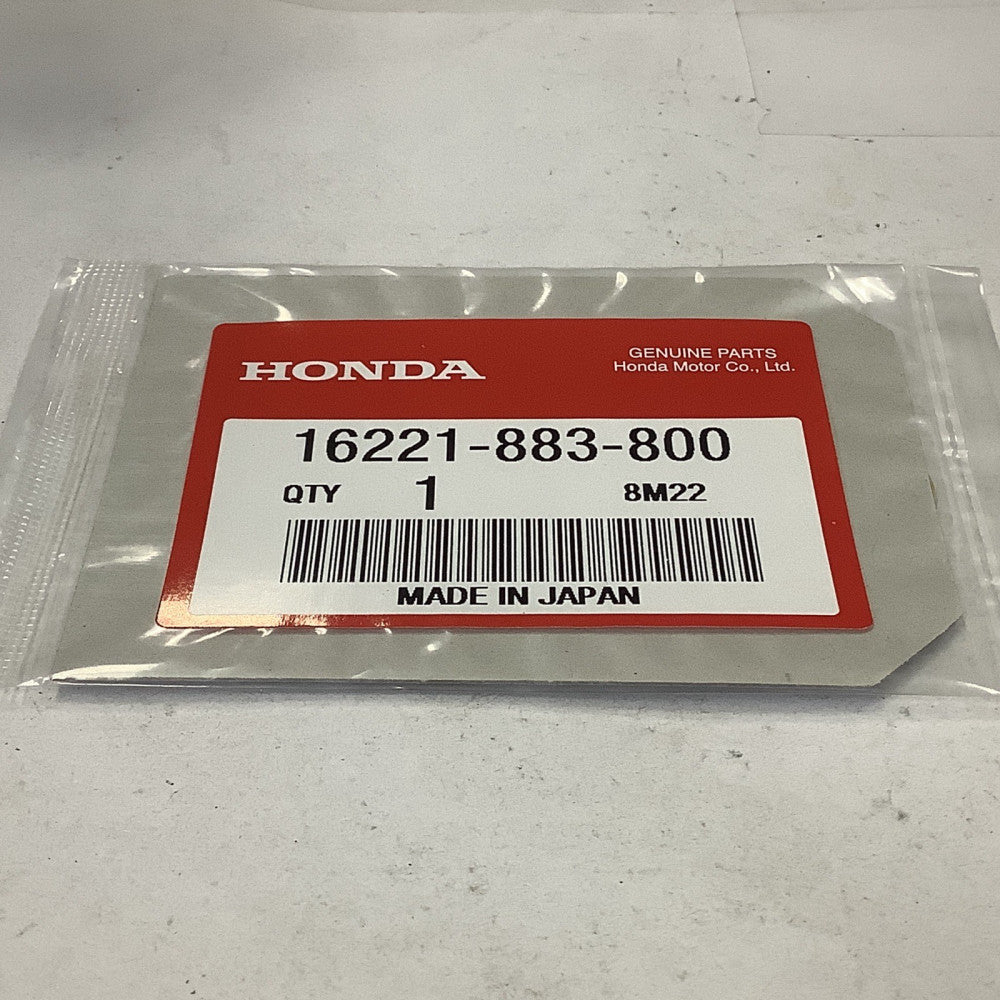 HONDA
GENUINE PARTS
Honda Motor Co., Ltd.
16221-883-800
QTY 1 8M22
MADE IN JAPAN